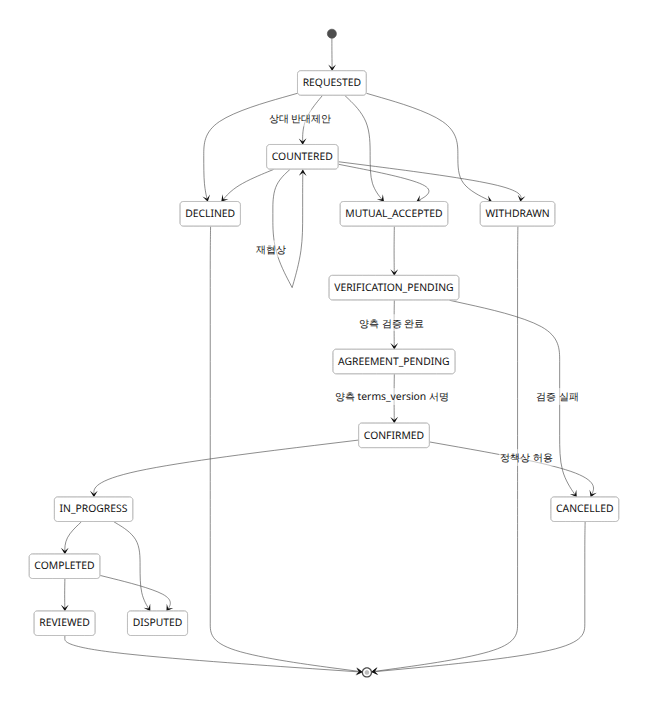 REQUESTED
상대 반대제안
COUNTERED
DECLINED
MUTUAL_ACCEPTED
WITHDRAWN
재협상
VERIFICATION_PENDING
양측 검증 완료
AGREEMENT_PENDING
양측 terms_version 서명
검증 실패
CONFIRMED
정책상 허용
IN_PROGRESS
CANCELLED
COMPLETED
REVIEWED
DISPUTED